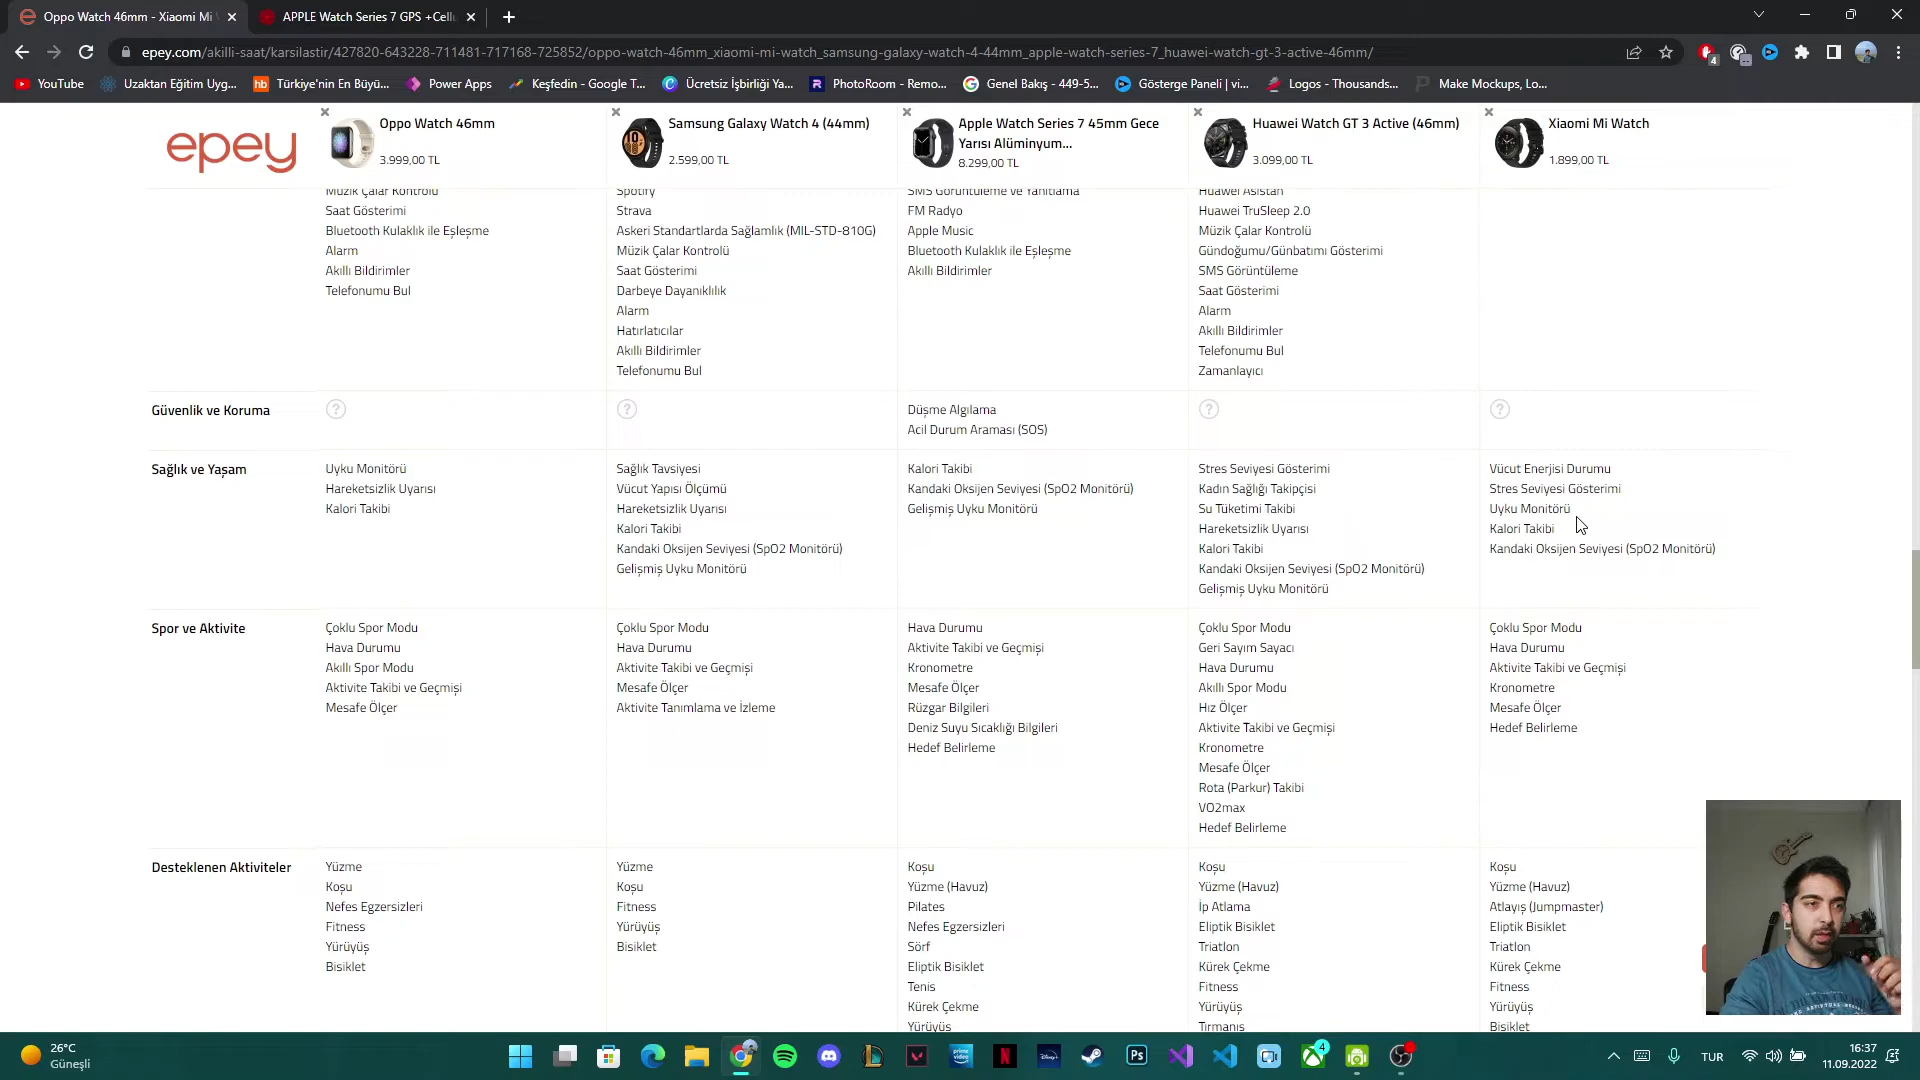 Oppo Watch 46mm - Xiaomi Mi
APPLE Watch Series 7 GPS +Cellu
epey.com/akilli-saat/karsilastir/427820-643228-711481-717168-725852/oppo-watch-46mm_xiaomi-mi-watch_samsung-galaxy-watch-4-44mm_apple-watch-series-7_huawei-watch-gt-3-active-46mm/
4
YouTube
Uzaktan Eğitim Uyg...
hb Türkiye'nin En Büyü...
Power Apps
Keşfedin - Google T...
Ücretsiz İşbirliği Ya...
PhotoRoom - Remo...
Genel Bakış - 449-5...
Gösterge Paneli | vi...
Logos - Thousands...
Make Mockups, Lo...
epey
Oppo Watch 46mm
3.999,00 TL
Samsung Galaxy Watch 4 (44mm)
2.599,00 TL
Apple Watch Series 7 45mm Gece
Yarısı Alüminyum...
8.299,00 TL
Huawei Watch GT 3 Active (46mm)
3.099,00 TL
Xiaomi Mi Watch
1.899,00 TL
Müzik Çalar Kontrolü
Saat Gösterimi
Bluetooth Kulaklık ile Eşleşme
Alarm
Akıllı Bildirimler
Telefonumu Bul
Spotify
Strava
Askeri Standartlarda Sağlamlık (MIL-STD-810G)
Müzik Çalar Kontrolü
Saat Gösterimi
Darbeye Dayanıklılık
Alarm
Hatırlatıcılar
Akıllı Bildirimler
Telefonumu Bul
SMS Görüntüleme ve Yanıtlama
FM Radyo
Apple Music
Bluetooth Kulaklık ile Eşleşme
Akıllı Bildirimler
Huawei Asistan
Huawei TruSleep 2.0
Müzik Çalar Kontrolü
Gündoğumu/Günbatımı Gösterimi
SMS Görüntüleme
Saat Gösterimi
Alarm
Akıllı Bildirimler
Telefonumu Bul
Zamanlayıcı
Güvenlik ve Koruma
?
?
Düşme Algılama
Acil Durum Araması (SOS)
?
?
Sağlık ve Yaşam
Uyku Monitörü
Hareketsizlik Uyarısı
Kalori Takibi
Sağlık Tavsiyesi
Vücut Yapısı Ölçümü
Hareketsizlik Uyarısı
Kalori Takibi
Kandaki Oksijen Seviyesi (SpO2 Monitörü)
Gelişmiş Uyku Monitörü
Kalori Takibi
Kandaki Oksijen Seviyesi (SpO2 Monitörü)
Gelişmiş Uyku Monitörü
Stres Seviyesi Gösterimi
Kadın Sağlığı Takipçisi
Su Tüketimi Takibi
Hareketsizlik Uyarısı
Kalori Takibi
Kandaki Oksijen Seviyesi (SpO2 Monitörü)
Gelişmiş Uyku Monitörü
Vücut Enerjisi Durumu
Stres Seviyesi Gösterimi
Uyku Monitörü
Kalori Takibi
Kandaki Oksijen Seviyesi (SpO2 Monitörü)
Spor ve Aktivite
Çoklu Spor Modu
Hava Durumu
Akıllı Spor Modu
Aktivite Takibi ve Geçmişi
Mesafe Ölçer
Çoklu Spor Modu
Hava Durumu
Aktivite Takibi ve Geçmişi
Mesafe Ölçer
Aktivite Tanımlama ve İzleme
Hava Durumu
Aktivite Takibi ve Geçmişi
Kronometre
Mesafe Ölçer
Rüzgar Bilgileri
Deniz Suyu Sıcaklığı Bilgileri
Hedef Belirleme
Çoklu Spor Modu
Geri Sayım Sayacı
Hava Durumu
Akıllı Spor Modu
Hız Ölçer
Aktivite Takibi ve Geçmişi
Kronometre
Mesafe Ölçer
Rota (Parkur) Takibi
VO2max
Hedef Belirleme
Çoklu Spor Modu
Hava Durumu
Aktivite Takibi ve Geçmişi
Kronometre
Mesafe Ölçer
Hedef Belirleme
Desteklenen Aktiviteler
Yüzme
Koşu
Nefes Egzersizleri
Fitness
Yürüyüş
Bisiklet
Yüzme
Koşu
Fitness
Yürüyüş
Bisiklet
Koşu
Yüzme (Havuz)
Pilates
Nefes Egzersizleri
Sörf
Eliptik Bisiklet
Tenis
Kürek Çekme
Yürüyüş
Koşu
Yüzme (Havuz)
İp Atlama
Eliptik Bisiklet
Triatlon
Kürek Çekme
Fitness
Yürüyüş
Tırmanış
Koşu
Yüzme (Havuz)
Atlayış (Jumpmaster)
Eliptik Bisiklet
Triatlon
Kürek Çekme
Fitness
Yürüyüş
Bisiklet
26°C
Güneşli
prime video
Disney+
Ps
4
TUR
16:37
11.09.2022